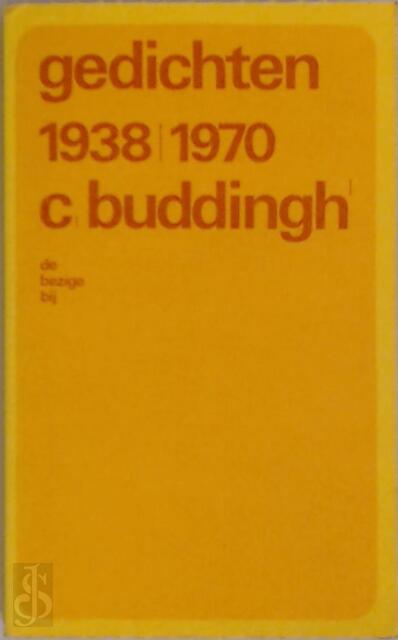 gedichten
1938|1970
c| buddingh'
de
bezige
bij